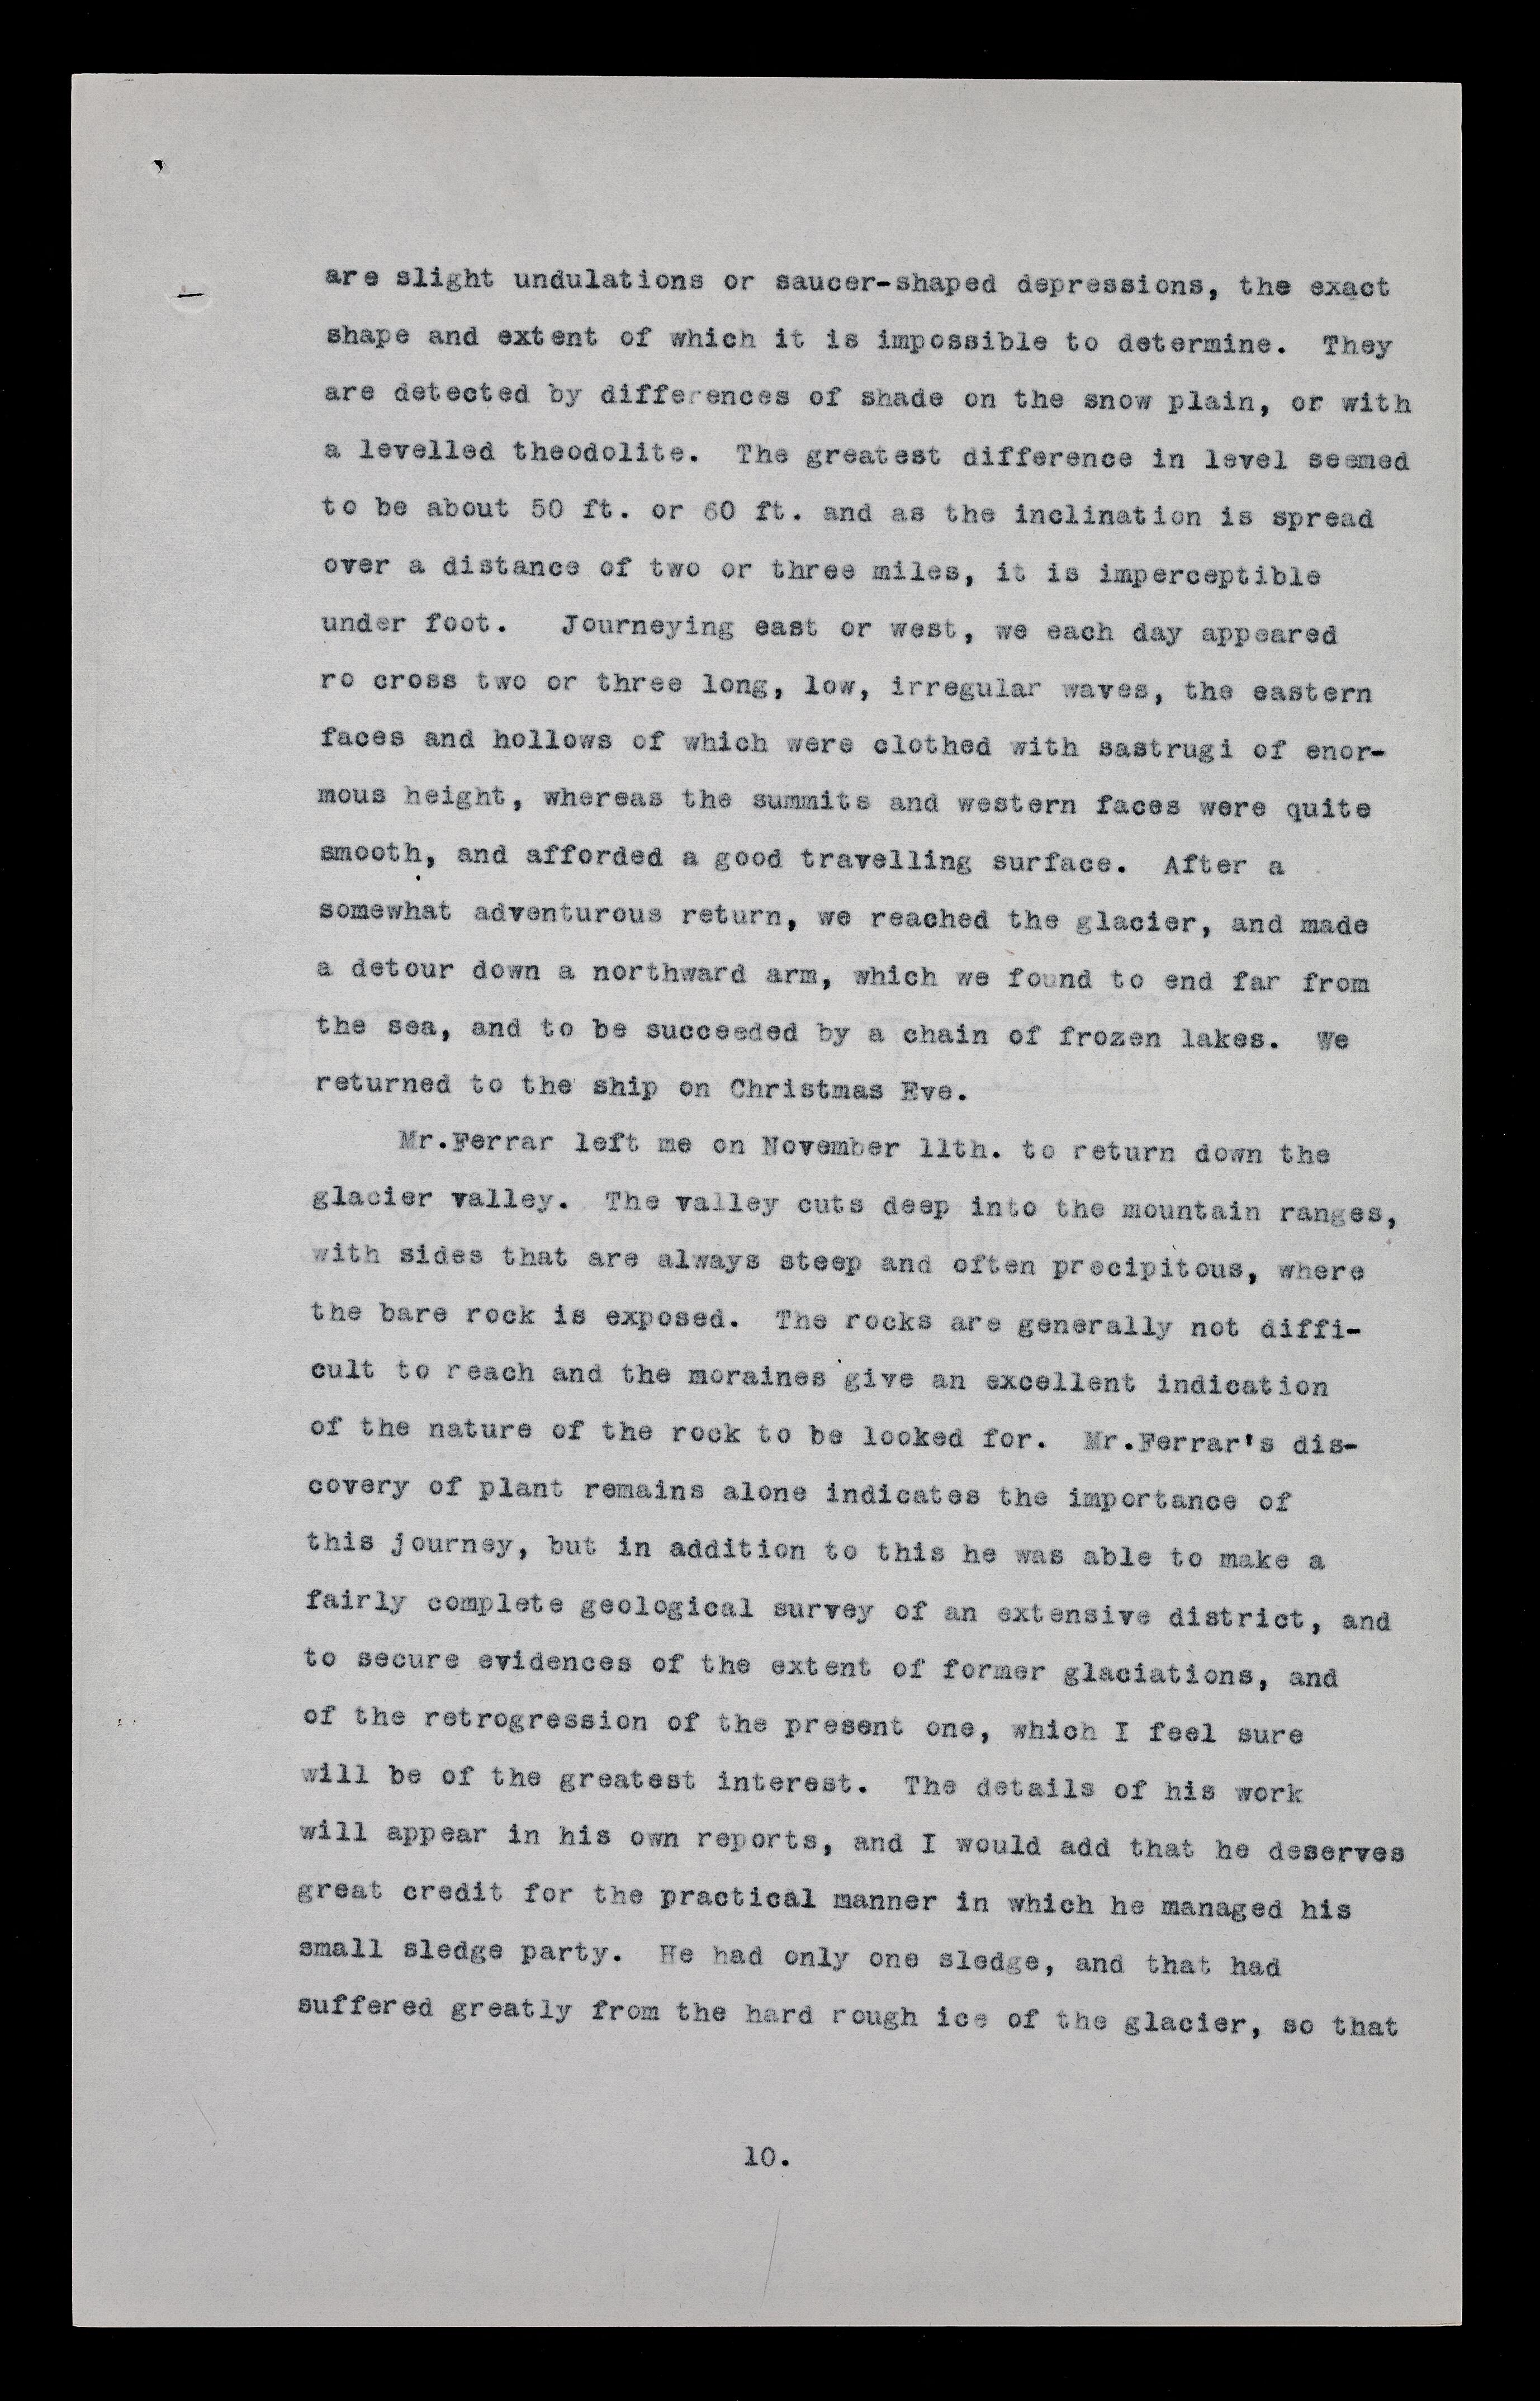 are slight undulations or saucer-shaped depressions, the exact
shape and extent of which it is impossible to determine. They
are detected by differences of shade on the snow plain, or with
a levelled theodolite. The greatest difference in level seemed
to be about 50 ft. or 60 ft. and as the inclination is spread
over a distance of two or three miles, it is imperceptible
under foot. Journeying east or west, we each day appeared
ro cross two or three long, low, irregular waves, the eastern
faces and hollows of which were clothed with sastrugi of enor-
mous height, whereas the summits and western faces were quite
smooth, and afforded a good travelling surface. After a
somewhat adventurous return, we reached the glacier, and made
a detour down a northward arm, which we found to end far from
the sea, and to be succeeded by a chain of frozen lakes. We
returned to the ship on Christmas Eve.
Mr.Ferrar left me on November 11th. to return down the
glacier valley. The valley cuts deep into the mountain ranges,
with sides that are always steep and often precipitous, where
the bare rock is exposed. The rocks are generally not diffi-
cult to reach and the moraines give an excellent indication
of the nature of the rock to be looked for. Mr.Ferrar's dis-
covery of plant remains alone indicates the importance of
this journey, but in addition to this he was able to make a
fairly complete geological survey of an extensive district, and
to secure evidences of the extent of former glaciations, and
of the retrogression of the present one, which I feel sure
will be of the greatest interest. The details of his work
will appear in his own reports, and I would add that he deserves
great credit for the practical manner in which he managed his
small sledge party. He had only one sledge, and that had
suffered greatly from the hard rough ice of the glacier, so that
10.